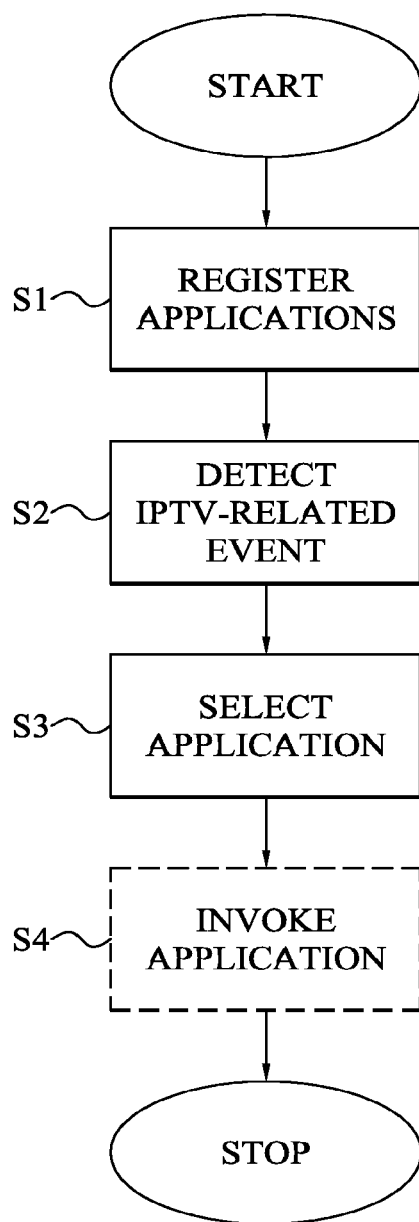 START
S1
REGISTER
APPLICATIONS
S2
DETECT
IPTV-RELATED
EVENT
S3
SELECT
APPLICATION
S4
INVOKE
APPLICATION
STOP